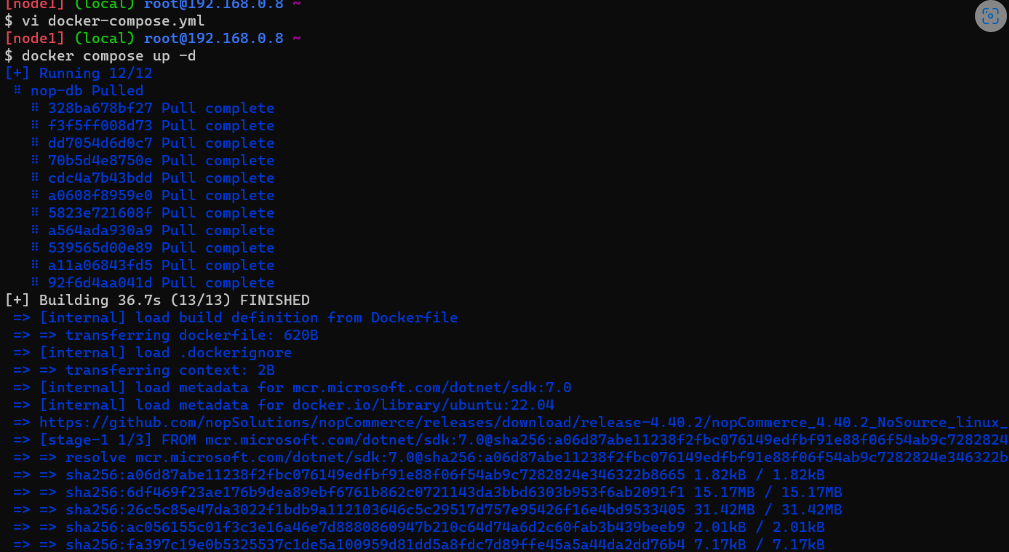 [node1] (local) root@192.168.0.8 ~
$ vi docker-compose.yml
[node1] (local) root@192.168.0.8 ~
$ docker compose up -d
[+] Running 12/12
⠿ nop-db Pulled
⠿ 328ba678bf27 Pull complete
⠿ f3f5ff008d73 Pull complete
⠿ dd7054d6d0c7 Pull complete
⠿ 70b5d4e8750e Pull complete
⠿ cdc4a7b43bdd Pull complete
⠿ a0608f8959e0 Pull complete
⠿ 5823e721608f Pull complete
⠿ a564ada930a9 Pull complete
⠿ 539565d00e89 Pull complete
⠿ a11a06843fd5 Pull complete
⠿ 92f6d4aa041d Pull complete
[+] Building 36.7s (13/13) FINISHED
=> [internal] load build definition from Dockerfile
=> => transferring dockerfile: 620B
=> [internal] load .dockerignore
=> => transferring context: 2B
=> [internal] load metadata for mcr.microsoft.com/dotnet/sdk:7.0
=> [internal] load metadata for docker.io/library/ubuntu:22.04
=> https://github.com/nopSolutions/nopCommerce/releases/download/release-4.40.2/nopCommerce_4.40.2_NoSource_linux_
=> [stage-1 1/3] FROM mcr.microsoft.com/dotnet/sdk:7.0@sha256:a06d87abe11238f2fbc076149edfbf91e88f06f54ab9c7282824
=> => resolve mcr.microsoft.com/dotnet/sdk:7.0@sha256:a06d87abe11238f2fbc076149edfbf91e88f06f54ab9c7282824e346322b
=> => sha256:a06d87abe11238f2fbc076149edfbf91e88f06f54ab9c7282824e346322b8665 1.82kB / 1.82kB
=> => sha256:6df469f23ae176b9dea89ebf6761b862c0721143da3bbd6303b953f6ab2091f1 15.17MB / 15.17MB
=> => sha256:26c5c85e47da3022f1bdb9a112103646c5c29517d757e95426f16e4bd9533405 31.42MB / 31.42MB
=> => sha256:ac056155c01f3c3e16a46e7d8880860947b210c64d74a6d2c60fab3b439beeb9 2.01kB / 2.01kB
=> => sha256:fa397c19e0b5325537c1de5a100959d81dd5a8fdc7d89ffe45a5a44da2dd76b4 7.17kB / 7.17kB